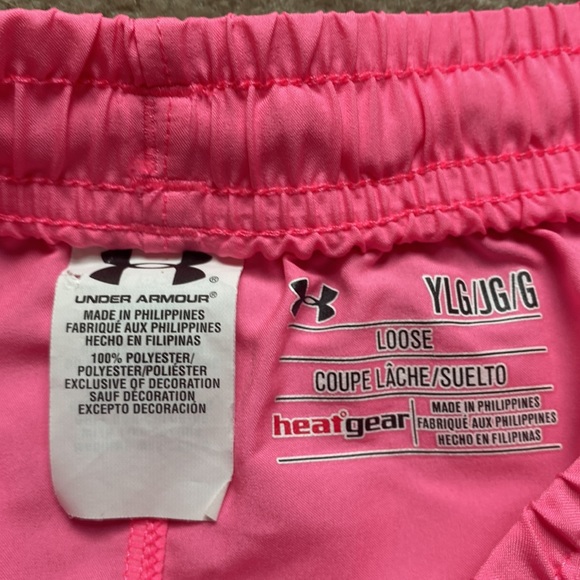 UNDER ARMOUR®
MADE IN PHILIPPINES
FABRIQUÉ AUX PHILIPPINES
HECHO EN FILIPINAS
100% POLYESTER/
POLYESTER/POLIÉSTER
EXCLUSIVE OF DECORATION
SAUF DÉCORATION
EXCEPTO DECORACIÓN
YLG/JG/G
LOOSE
COUPE LÂCHE/SUELTO
heatgear
MADE IN PHILIPPINES
FABRIQUÉ AUX PHILIPPINES
HECHO EN FILIPINAS